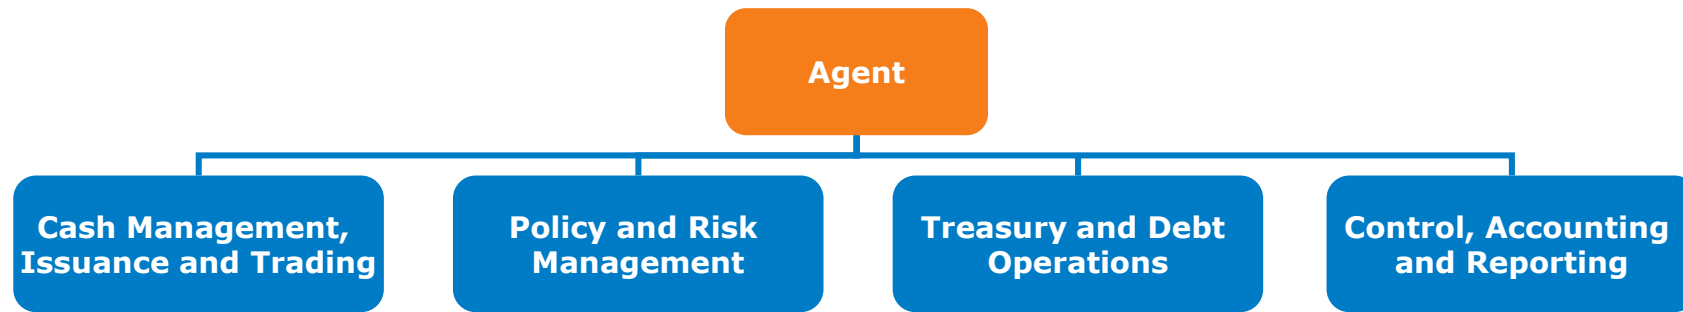 Agent
Cash Management,
Issuance and Trading
Policy and Risk
Management
Treasury and Debt
Operations
Control, Accounting
and Reporting